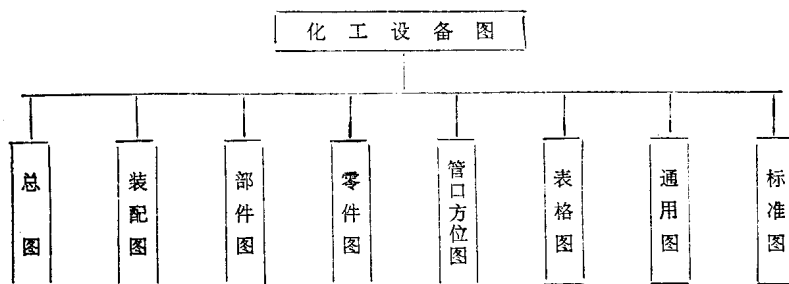 化工设备图
总图
装配图
部件图
零件图
管口方位图
表格图
通用图
标准图